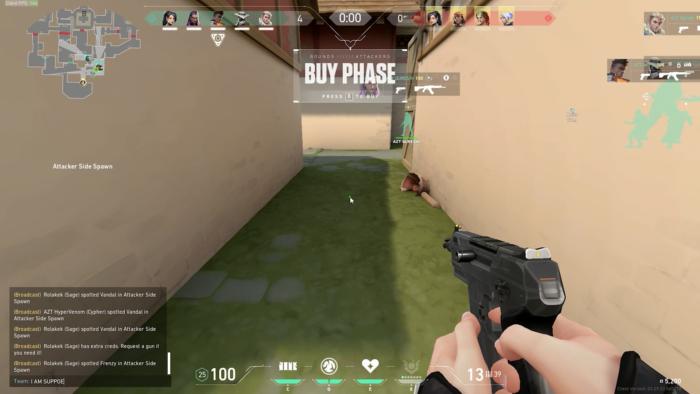 4
0:00
0
ROUNDS ATTACKERS
BUY PHASE
PRESS B TO BUY
Attacker Side Spawn
(Broadcast) Rolakek (Sage) spotted Vandal in Attacker Side
Spawn
(Broadcast) AZT HyperVenom (Cypher) spotted Vandal in
Attacker Side Spawn
(Broadcast) Rolakek (Sage) spotted Vandal in Attacker Side
Spawn
(Broadcast) Rolakek (Sage) has extra creds. Request a gun if
you need it!
(Broadcast) Rolakek (Sage) spotted Frenzy in Attacker Side
Spawn
Team: I AM SUPPGE
25 100
C Q E X
13 39
5,200